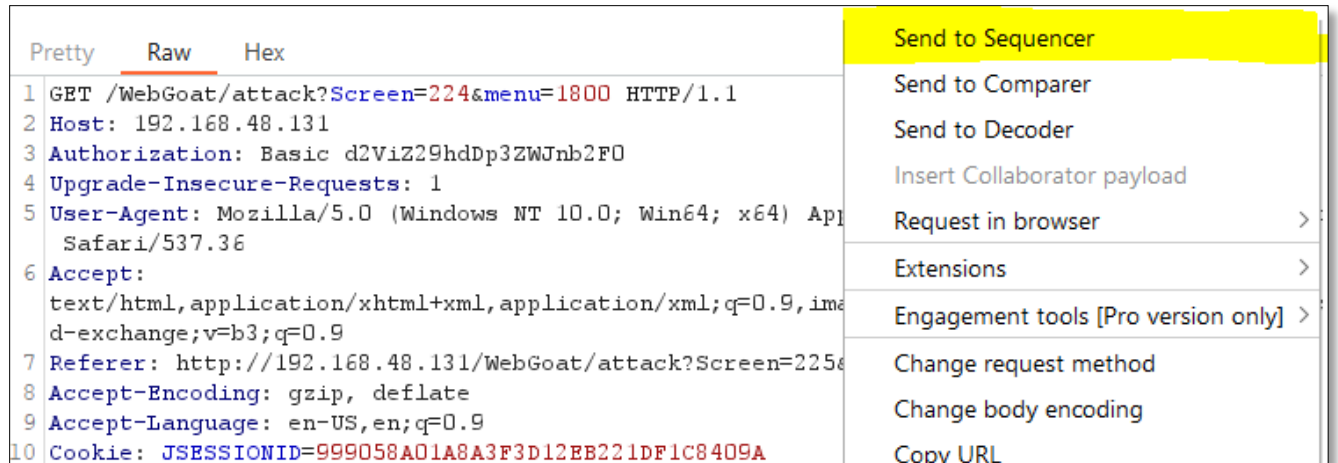 Pretty Raw Hex
1 GET /WebGoat/attack?Screen=224&menu=1800 HTTP/1.1
2 Host: 192.168.48.131
3 Authorization: Basic d2ViZ29hdDp3ZWJnb2F0
4 Upgrade-Insecure-Requests: 1
5 User-Agent: Mozilla/5.0 (Windows NT 10.0; Win64; x64) App
Safari/537.36
6 Accept:
text/html,application/xhtml+xml,application/xml;q=0.9,ima
d-exchange;v=b3;q=0.9
7 Referer: http://192.168.48.131/WebGoat/attack?Screen=225&
8 Accept-Encoding: gzip, deflate
9 Accept-Language: en-US,en;q=0.9
10 Cookie: JSESSIONID=999058A01A8A3F3D12EB221DF1C8409A
Send to Sequencer
Send to Comparer
Send to Decoder
Insert Collaborator payload
Request in browser >
Extensions >
Engagement tools [Pro version only] >
Change request method
Change body encoding
Copy URL